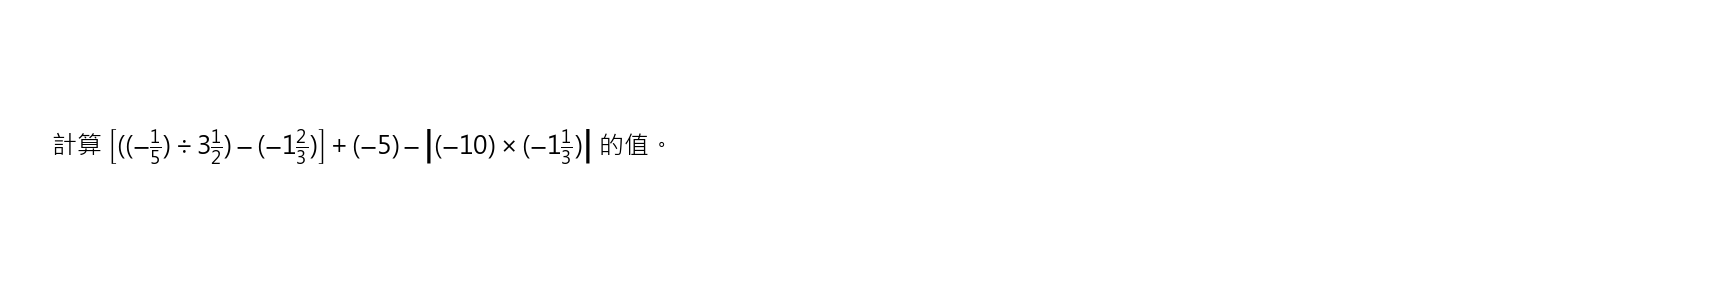 計算 [((−1/5) ÷ 3 1/2) − (−1 2/3)] + (−5) − |(−10) × (−1 1/3)| 的值。